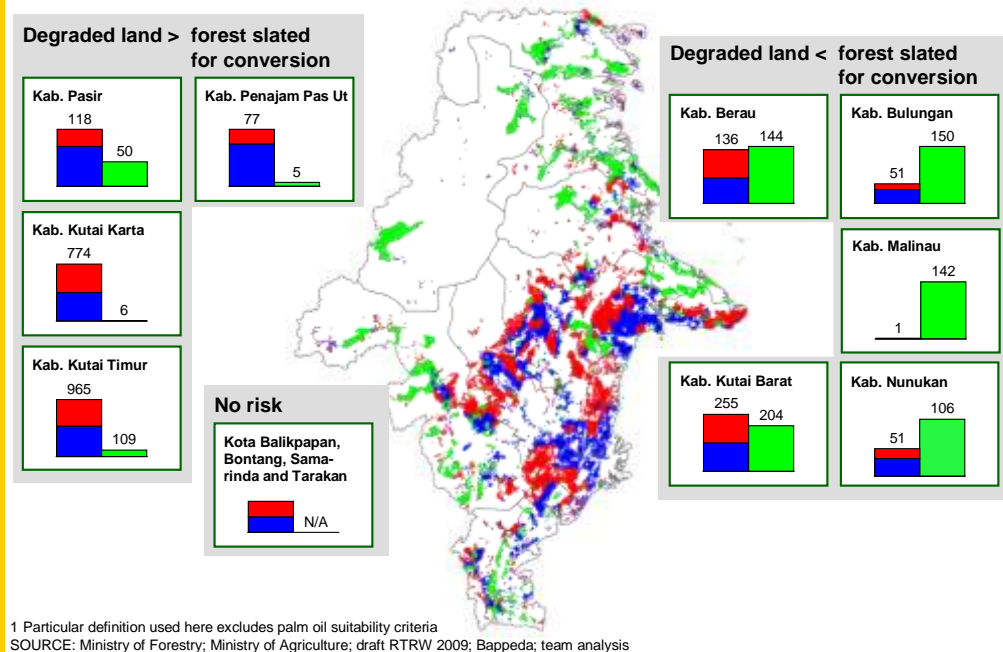 Degraded land > forest slated
for conversion
Kab. Pasir
118
50
Kab. Penajam Pas Ut
77
5
Kab. Kutai Karta
774
6
Kab. Kutai Timur
965
109
No risk
Kota Balikpapan,
Bontang, Sama-
rinda and Tarakan
N/A
Degraded land < forest slated
for conversion
Kab. Berau
136
144
Kab. Bulungan
51
150
Kab. Malinau
1
142
Kab. Kutai Barat
255
204
Kab. Nunukan
51
106
1 Particular definition used here excludes palm oil suitability criteria
SOURCE: Ministry of Forestry; Ministry of Agriculture; draft RTRW 2009; Bappeda; team analysis